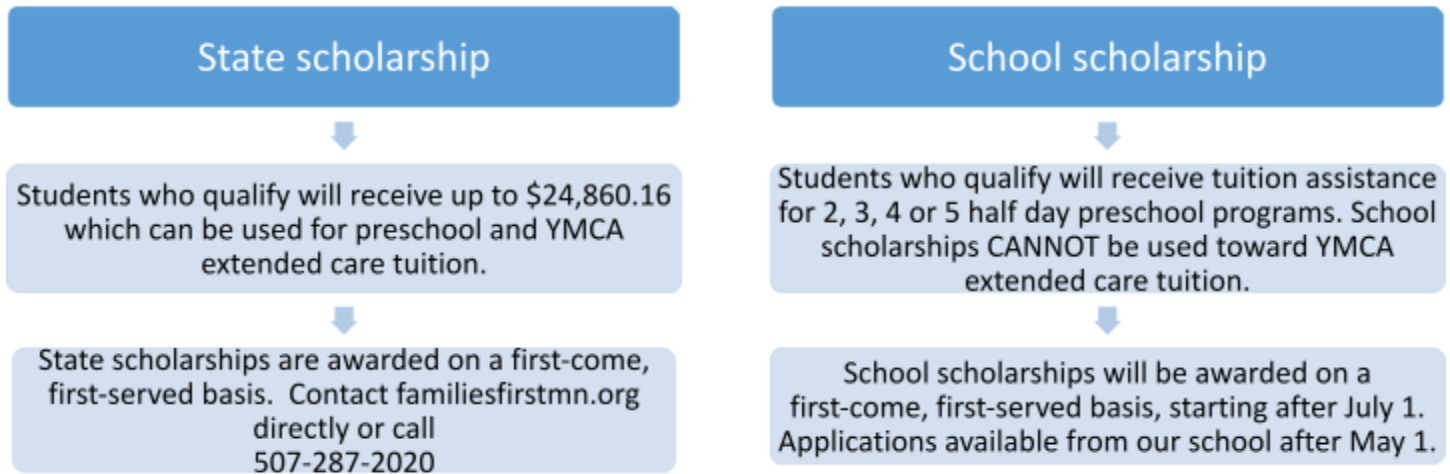 State scholarship
Students who qualify will receive up to $24,860.16
which can be used for preschool and YMCA
extended care tuition.
State scholarships are awarded on a first-come,
first-served basis.  Contact familiesfirstmn.org
directly or call
507-287-2020
School scholarship
Students who qualify will receive tuition assistance
for 2, 3, 4 or 5 half day preschool programs. School
scholarships CANNOT be used toward YMCA
extended care tuition.
School scholarships will be awarded on a
first-come, first-served basis, starting after July 1.
Applications available from our school after May 1.